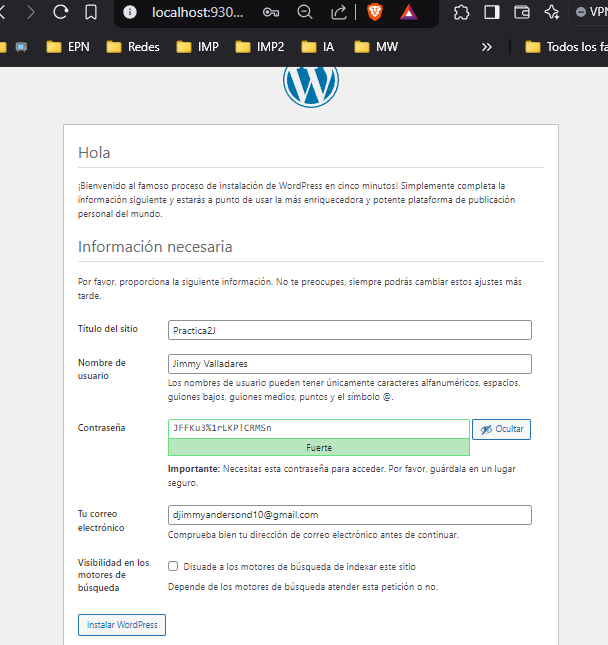 localhost:930...
VPN
EPN
Redes
IMP
IMP2
IA
MW
»
Todos los fa
Hola
¡Bienvenido al famoso proceso de instalación de WordPress en cinco minutos! Simplemente completa la
información siguiente y estarás a punto de usar la más enriquecedora y potente plataforma de publicación
personal del mundo.
Información necesaria
Por favor, proporciona la siguiente información. No te preocupes, siempre podrás cambiar estos ajustes más
tarde.
Título del sitio
Practica2J
Nombre de
usuario
Jimmy Valladares
Los nombres de usuario pueden tener únicamente caracteres alfanuméricos, espacios,
guiones bajos, guiones medios, puntos y el símbolo @.
Contraseña
JFFKu3%1rLKP!CRMSn
Ocultar
Fuerte
Importante: Necesitas esta contraseña para acceder. Por favor, guárdala en un lugar
seguro.
Tu correo
electrónico
djimmyandersond10@gmail.com
Comprueba bien tu dirección de correo electrónico antes de continuar.
Visibilidad en los
motores de
búsqueda
Disuade a los motores de búsqueda de indexar este sitio
Depende de los motores de búsqueda atender esta petición o no.
Instalar WordPress